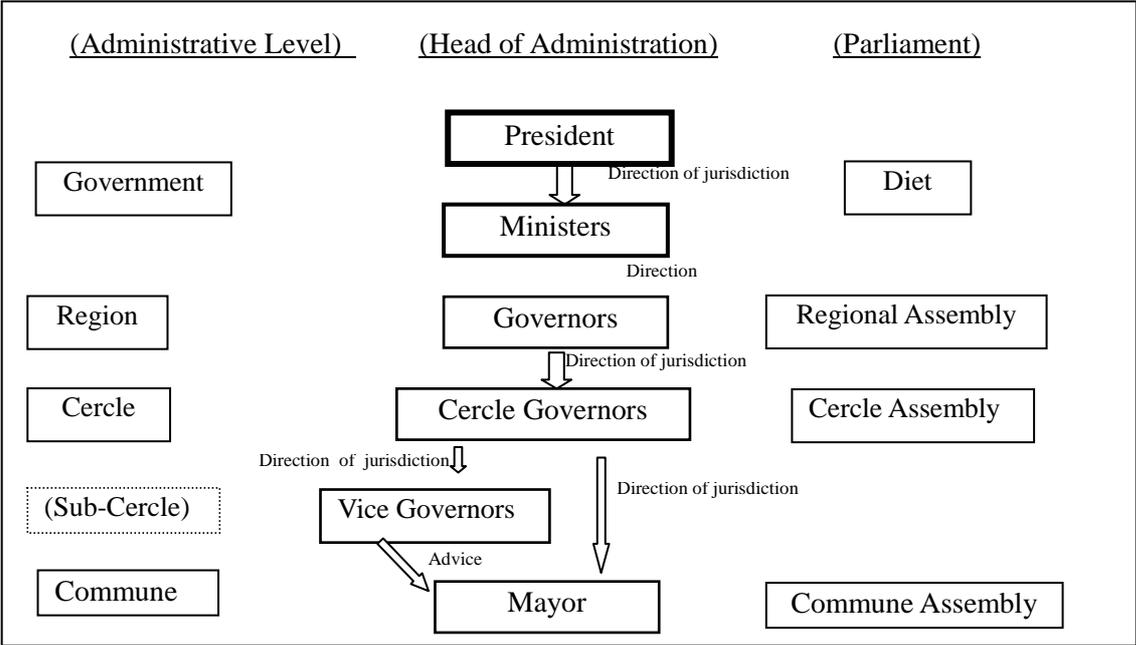 (Administrative Level)
(Head of Administration)
(Parliament)
President
Direction of jurisdiction
Government
Diet
Ministers
Direction
Region
Governors
Regional Assembly
Direction of jurisdiction
Cercle
Cercle Governors
Cercle Assembly
Direction of jurisdiction
Direction of jurisdiction
(Sub-Cercle)
Vice Governors
Advice
Commune
Mayor
Commune Assembly